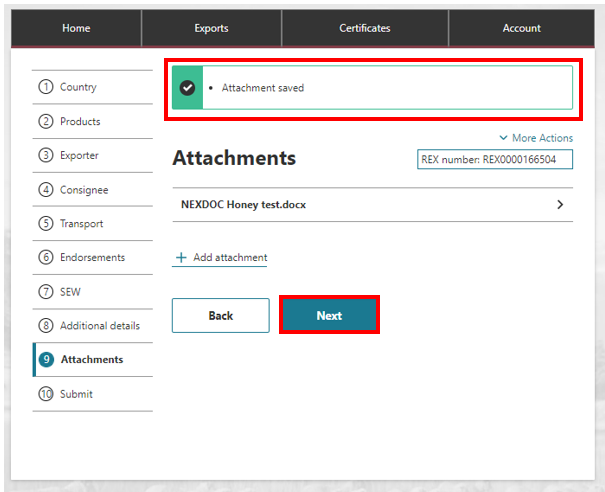 Home
Exports
Certificates
Account
1 Country
2 Products
3 Exporter
4 Consignee
5 Transport
6 Endorsements
7 SEW
8 Additional details
9 Attachments
10 Submit
• Attachment saved
More Actions
Attachments
REX number: REX0000166504
NEXDOC Honey test.docx
Add attachment
Back
Next